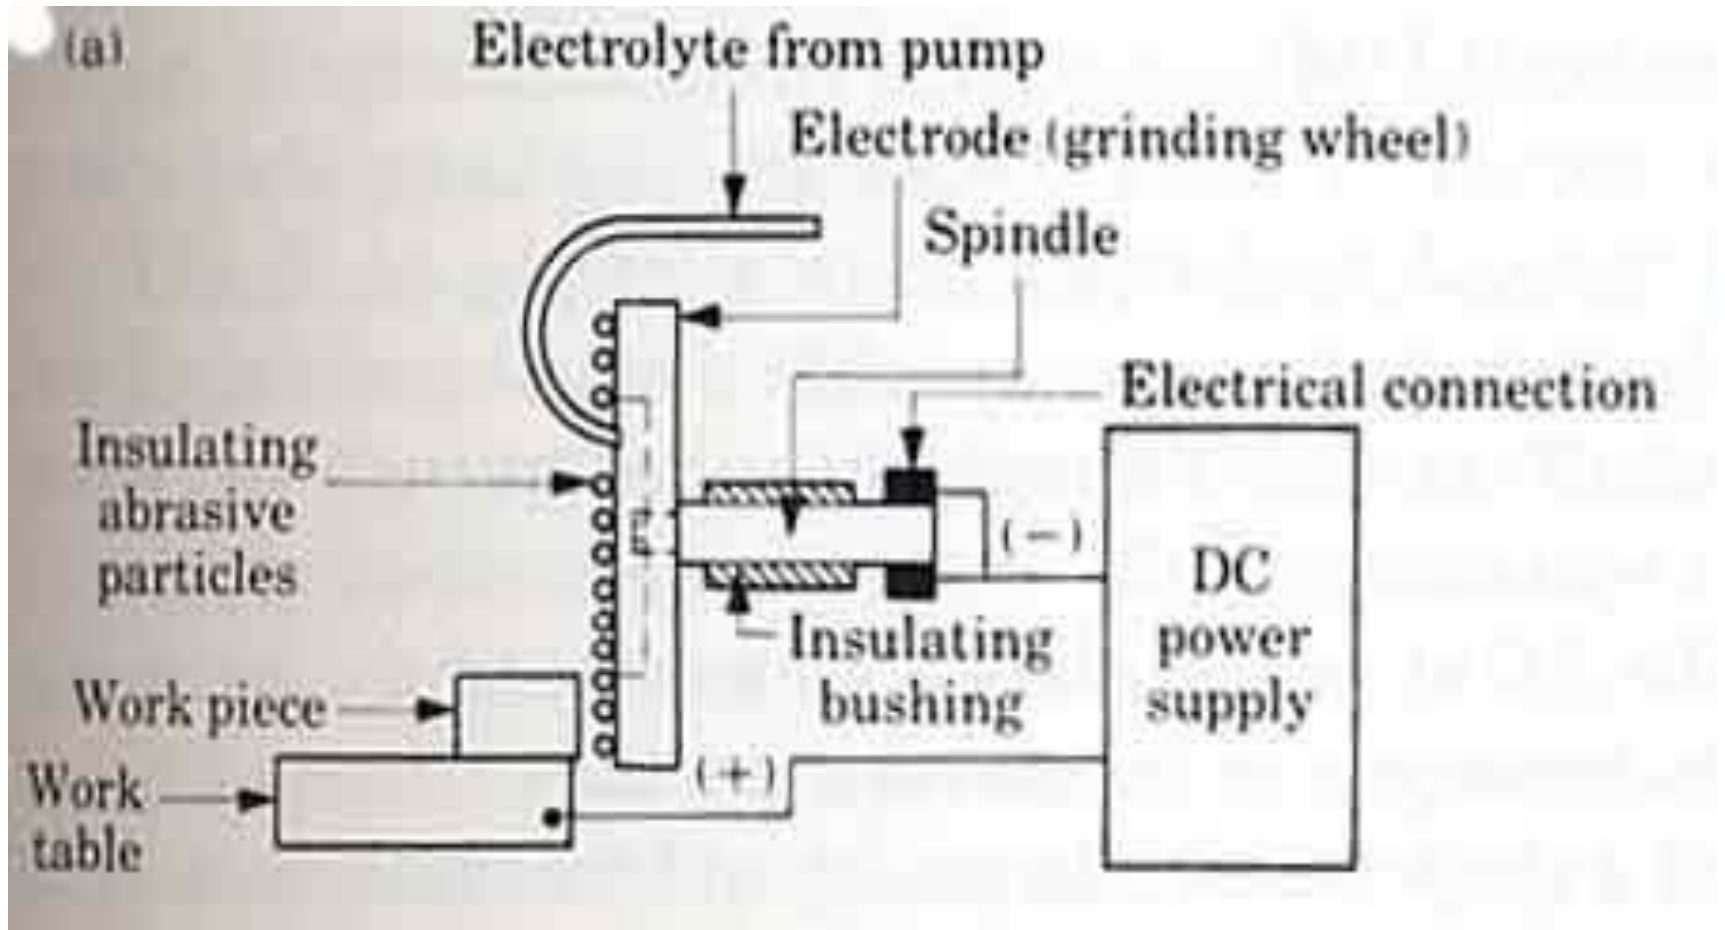 (a)
Electrolyte from pump
Electrode (grinding wheel)
Spindle
Electrical connection
Insulating
abrasive
particles
(−)
DC
power
supply
Insulating
bushing
Work piece
(+)
Work
table